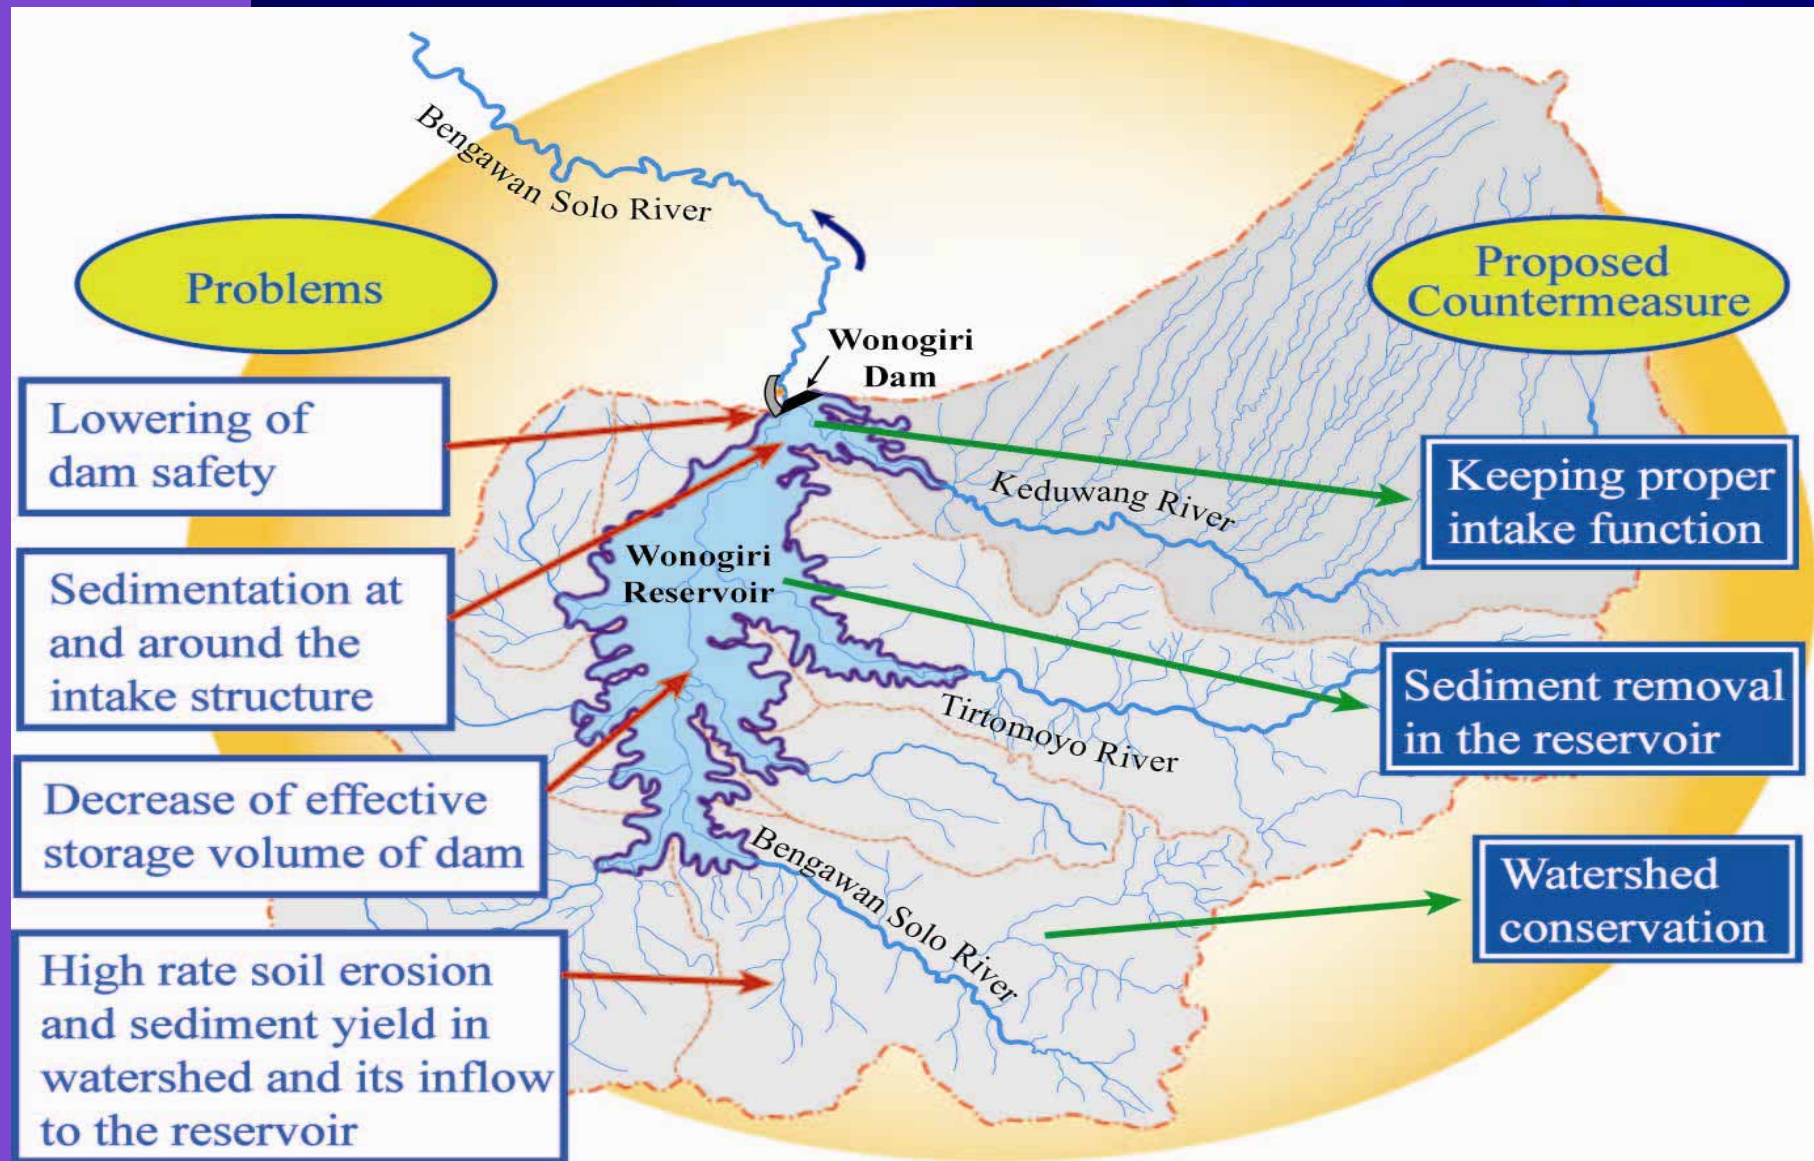 Bengawan Solo River
Problems
Proposed
Countermeasure
Wonogiri
Dam
Lowering of
dam safety
Keduwang River
Keeping proper
intake function
Wonogiri
Reservoir
Sedimentation at
and around the
intake structure
Tirtomoyo River
Sediment removal
in the reservoir
Decrease of effective
storage volume of dam
Bengawan Solo River
Watershed
conservation
High rate soil erosion
and sediment yield in
watershed and its inflow
to the reservoir